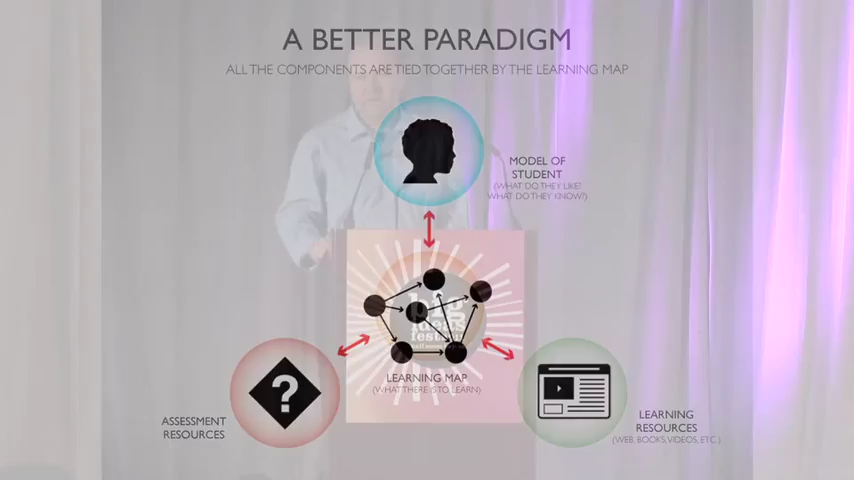 A BETTER PARADIGM
ALL THE COMPONENTS ARE TIED TOGETHER BY THE LEARNING MAP
MODEL OF
STUDENT
(WHAT DO THEY LIKE?
WHAT DO THEY KNOW?)
big
ideas
LEARNING MAP
(WHAT THERE IS TO LEARN)
?
ASSESSMENT
RESOURCES
LEARNING
RESOURCES
(WEB, BOOKS, VIDEOS, ETC.)